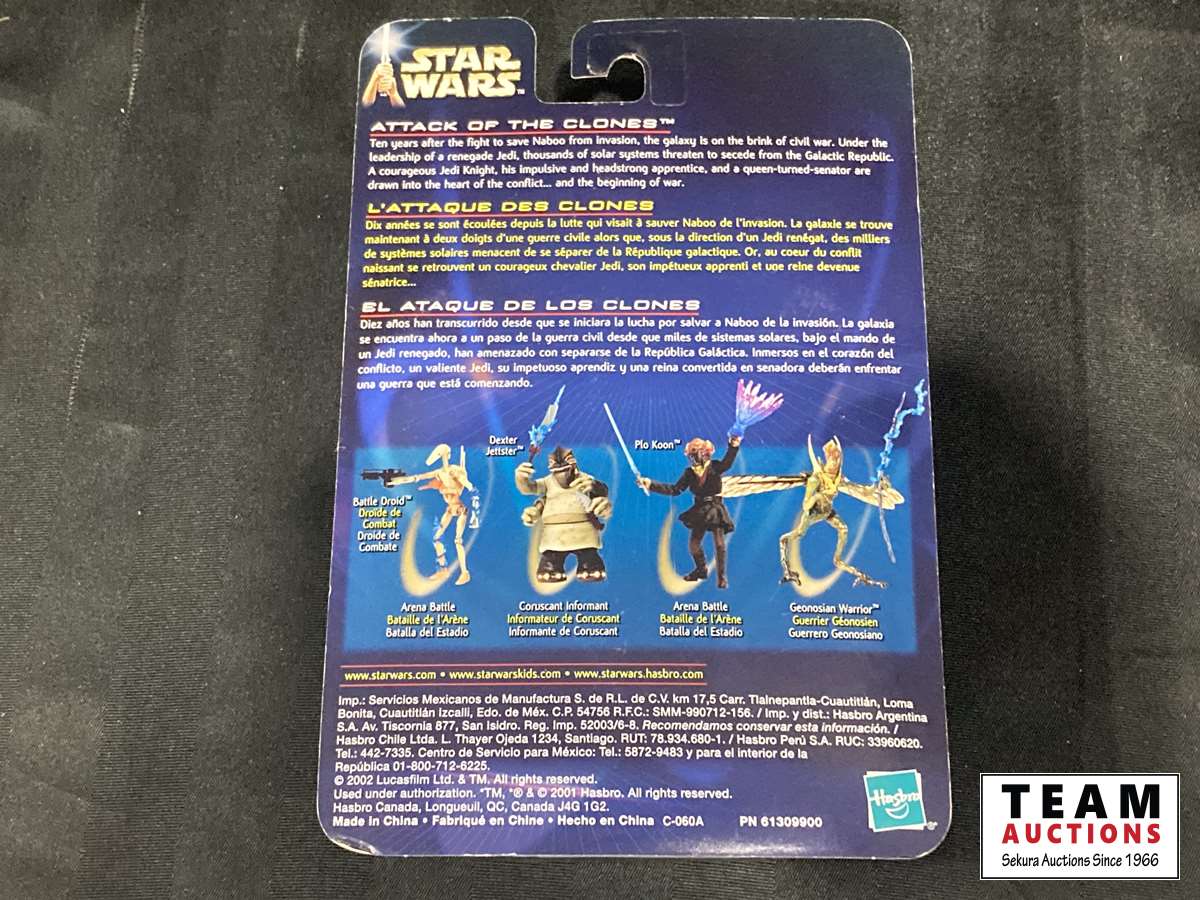 STAR
WARS™
ATTACK OF THE CLONES™
Ten years after the fight to save Naboo from invasion, the galaxy is on the brink of civil war. Under the
leadership of a renegade Jedi, thousands of solar systems threaten to secede from the Galactic Republic.
A courageous Jedi Knight, his impulsive and headstrong apprentice, and a queen-turned-senator are
drawn into the heart of the conflict... and the beginning of war.
L'ATTAQUE DES CLONES
Dix années se sont écoulées depuis la lutte qui visait à sauver Naboo de l'invasion. La galaxie se trouve
maintenant à deux doigts d'une guerre civile alors que, sous la direction d'un Jedi renégat, des milliers
de systèmes solaires menacent de se séparer de la République galactique. Or, au coeur du conflit
naissant se retrouvent un courageux chevalier Jedi, son impétueux apprenti et une reine devenue
sénatrice...
EL ATAQUE DE LOS CLONES
Diez años han transcurrido desde que se iniciara la lucha por salvar a Naboo de la invasión. La galaxia
se encuentra ahora a un paso de la guerra civil desde que miles de sistemas solares, bajo el mando de
un Jedi renegado, han amenazado con separarse de la República Galáctica. Inmersos en el corazón del
conflicto, un valiente Jedi, su impetuoso aprendiz y una reina convertida en senadora deberán enfrentar
una guerra que está comenzando.
Battle Droid™
Droïde de
Combat
Droide de
Combate
Arena Battle
Bataille de l'Arène
Batalla del Estadio
Dexter
Jettster™
Coruscant Informant
Informateur de Coruscant
Informante de Coruscant
Plo Koon™
Arena Battle
Bataille de l'Arène
Batalla del Estadio
Geonosian Warrior™
Guerrier Géonosien
Guerrero Geonosiano
www.starwars.com • www.starwarskids.com • www.starwars.hasbro.com
Imp.: Servicios Mexicanos de Manufactura S. de R.L. de C.V. km 17,5 Carr. Tlalnepantla-Cuautitlán, Loma
Bonita, Cuautitlán Izcalli, Edo. de Méx. C.P. 54756 R.F.C.: SMM-990712-156. / Imp. y dist.: Hasbro Argentina
S.A. Av. Tiscornia 877, San Isidro. Reg. Imp. 52003/6-8. Recomendamos conservar esta información. /
Hasbro Chile Ltda. L. Thayer Ojeda 1234, Santiago. RUT: 78.934.680-1. / Hasbro Perú S.A. RUC: 33960620.
Tel.: 442-7335. Centro de Servicio para México: Tel.: 5872-9483 y para el interior de la
República 01-800-712-6225.
© 2002 Lucasfilm Ltd. & TM. All rights reserved.
Used under authorization. *TM, *® & © 2001 Hasbro. All rights reserved.
Hasbro Canada, Longueuil, QC, Canada J4G 1G2.
Made in China • Fabriqué en Chine • Hecho en China C-060A PN 61309900
Hasbro
TEAM
AUCTIONS
Sekura Auctions Since 1966